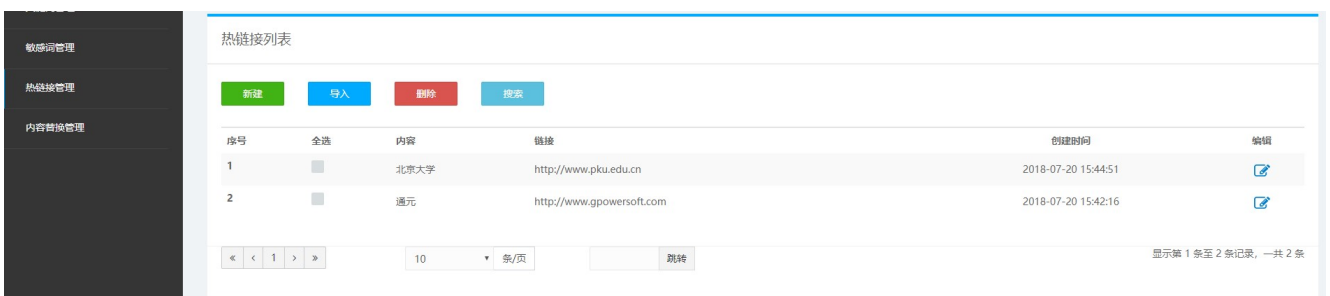 敏感词管理
热链接管理
内容替换管理
热链接列表
新建 导入 删除 搜索
序号 全选 内容 链接 创建时间 编辑
1 北京大学 http://www.pku.edu.cn 2018-07-20 15:44:51
2 通元 http://www.gpowersoft.com 2018-07-20 15:42:16
« < 1 > » 10 条/页 跳转 显示第 1 条至 2 条记录，一共 2 条